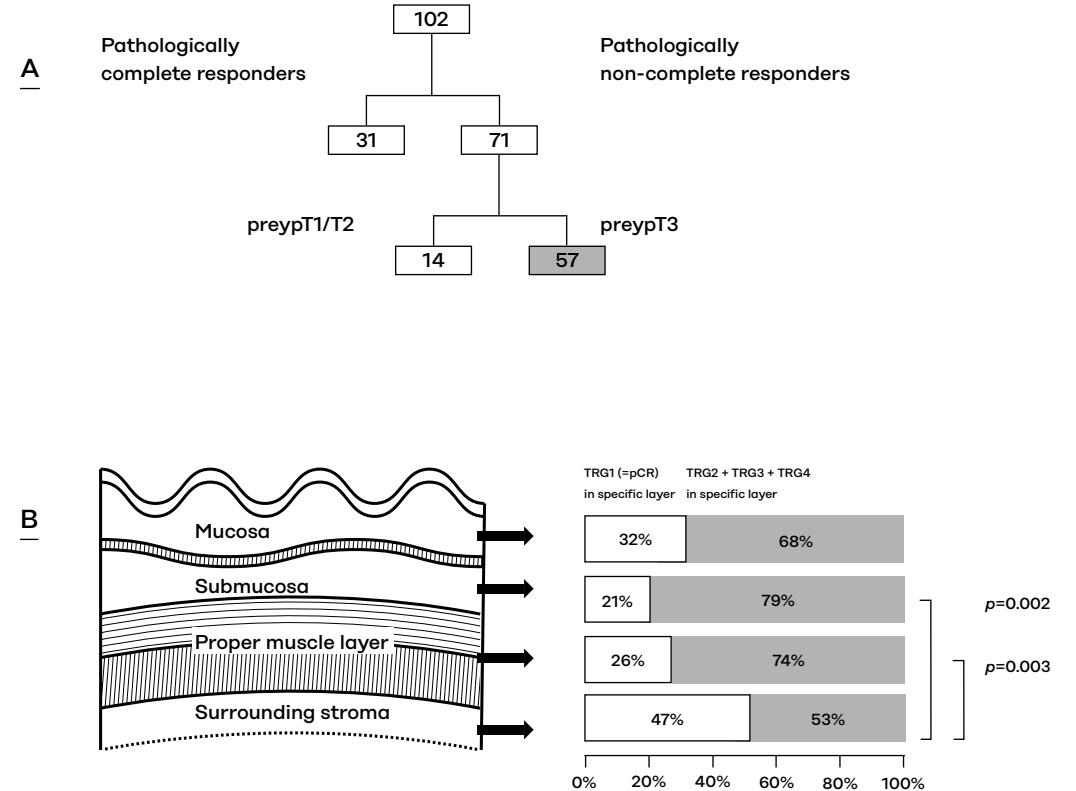 102
Pathologically
complete responders
Pathologically
non-complete responders
A
31
71
preypT1/T2
preypT3
14
57
TRG1 (=pCR)
in specific layer
TRG2 + TRG3 + TRG4
in specific layer
B
Mucosa
32%
68%
Submucosa
21%
79%
p=0.002
Proper muscle layer
26%
74%
p=0.003
Surrounding stroma
47%
53%
0%
20%
40%
60%
80%
100%